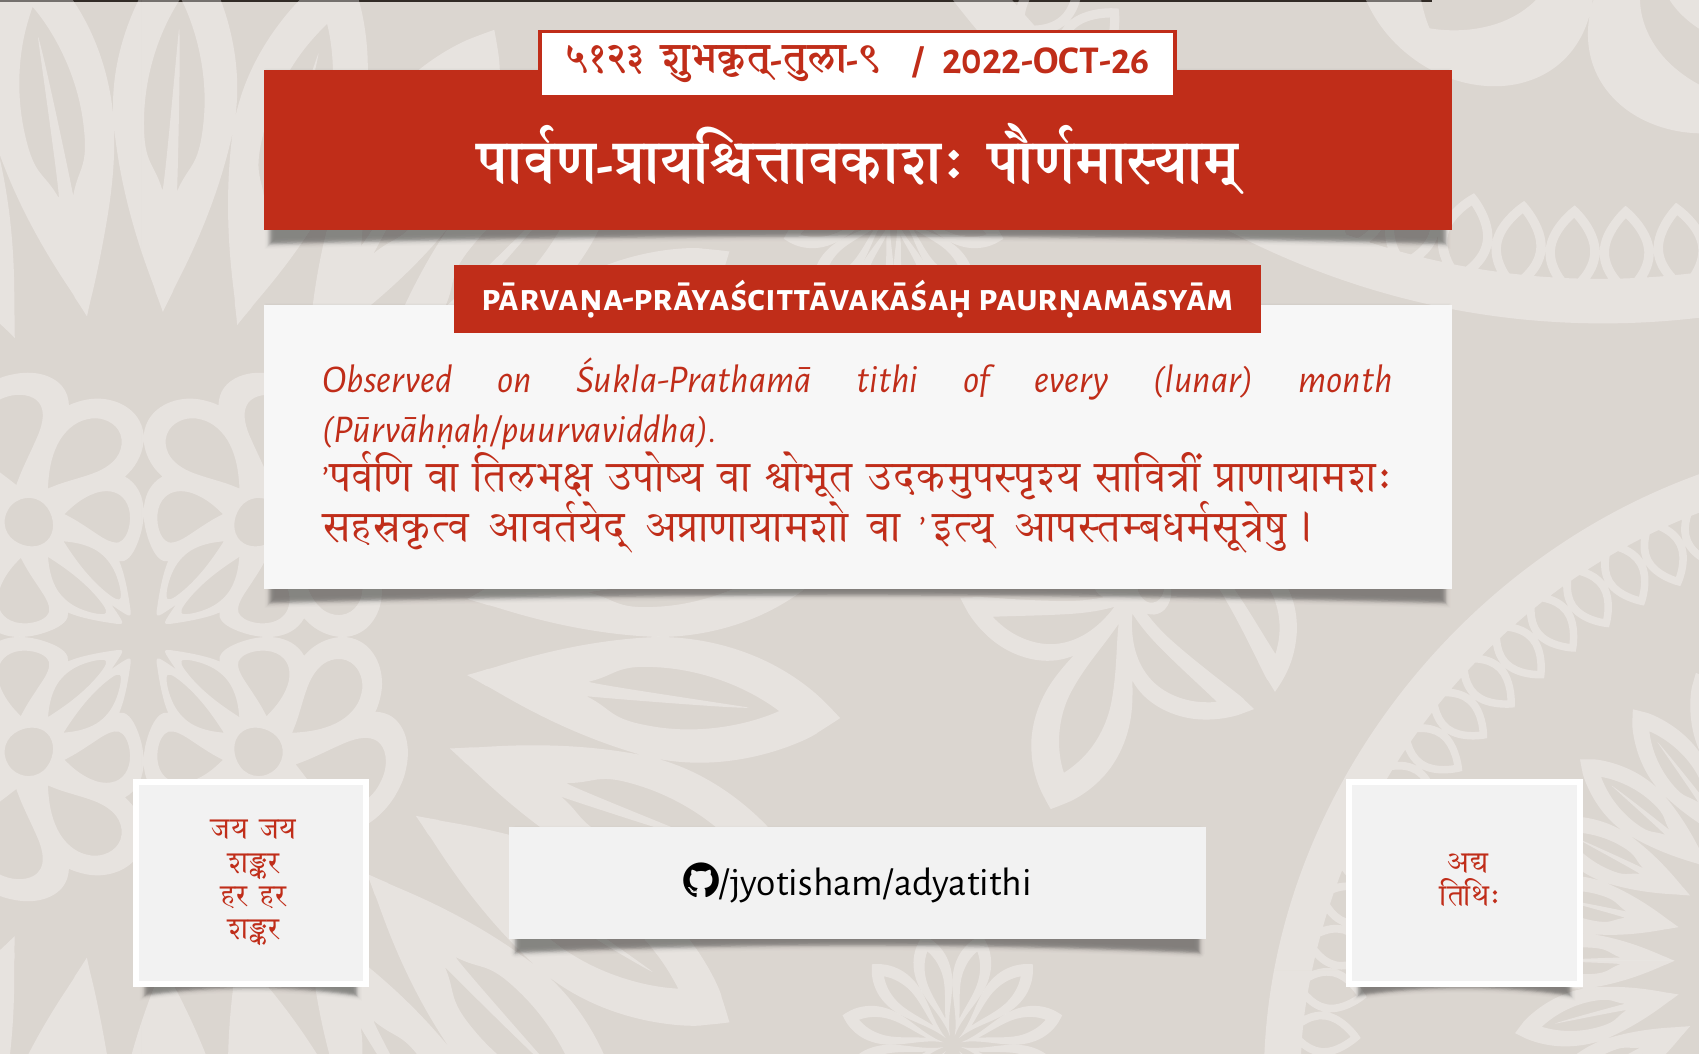 ५१२३ शुभकृत्-तुला-९ / 2022-OCT-26
पार्वण-प्रायश्चित्तावकाशः पौर्णमास्याम्
PĀRVAṆA-PRĀYAŚCITTĀVAKĀŚAḤ PAURṆAMĀSYĀM
Observed on Śukla-Prathamā tithi of every (lunar) month
(Pūrvāhṇaḥ/puurvaviddha).
'पर्वणि वा तिलभक्ष उपोष्य वा श्वोभूत उदकमुपस्पृश्य सावित्रीं प्राणायामशः
सहस्रकृत्व आवर्तयेद् अप्राणायामशो वा 'इत्य् आपस्तम्बधर्मसूत्रेषु।
जय जय
शङ्कर
हर हर
शङ्कर
/jyotisham/adyatithi
अद्य
तिथिः